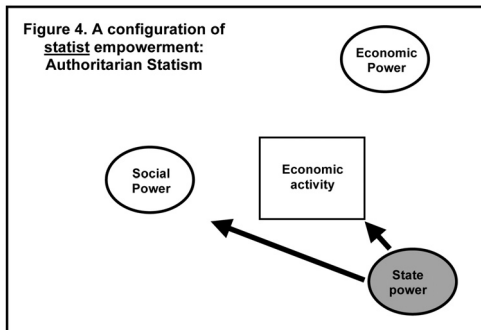 Figure 4. A configuration of
statist empowerment:
Authoritarian Statism
Economic
Power
Social
Power
Economic
activity
State
power